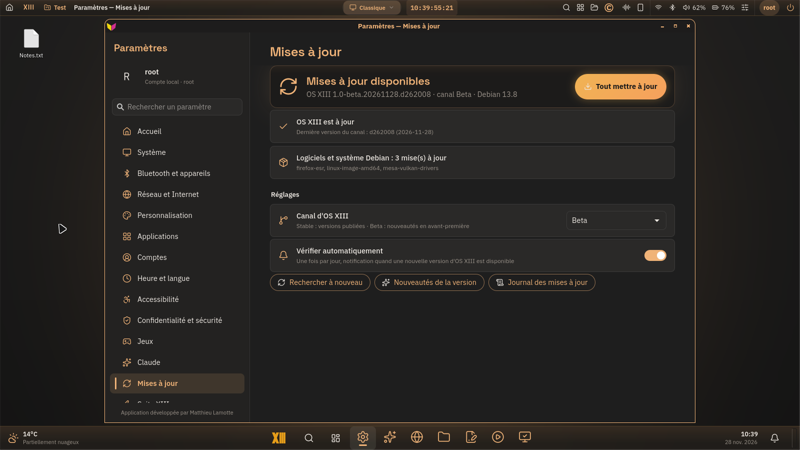 XIII Test Paramètres — Mises à jour Classique 10:39:55:21 62% 76% root
Notes.txt
Paramètres — Mises à jour
Paramètres
R root
Compte local · root
Rechercher un paramètre
Accueil
Système
Bluetooth et appareils
Réseau et Internet
Personnalisation
Applications
Comptes
Heure et langue
Accessibilité
Confidentialité et sécurité
Jeux
Claude
Mises à jour
Application développée par Matthieu Lamotte
Mises à jour
Mises à jour disponibles
OS XIII 1.0-beta.20261128.d262008 · canal Beta · Debian 13.8
Tout mettre à jour
OS XIII est à jour
Dernière version du canal : d262008 (2026-11-28)
Logiciels et système Debian : 3 mise(s) à jour
firefox-esr, linux-image-amd64, mesa-vulkan-drivers
Réglages
Canal d'OS XIII
Stable : versions publiées · Beta : nouveautés en avant-première
Beta
Vérifier automatiquement
Une fois par jour, notification quand une nouvelle version d'OS XIII est disponible
Rechercher à nouveau
Nouveautés de la version
Journal des mises à jour
14°C
Partiellement nuageux
XIII
10:39
28 nov. 2026